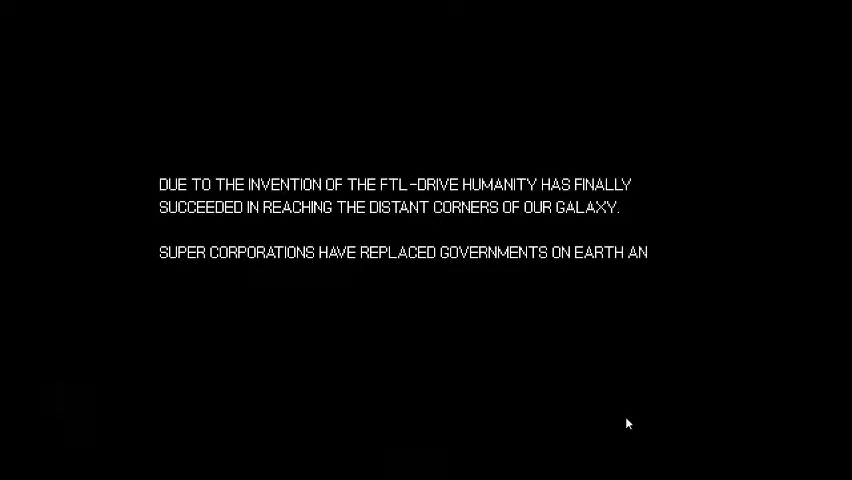 DUE TO THE INVENTION OF THE FTL-DRIVE HUMANITY HAS FINALLY
SUCCEEDED IN REACHING THE DISTANT CORNERS OF OUR GALAXY.
SUPER CORPORATIONS HAVE REPLACED GOVERNMENTS ON EARTH AN